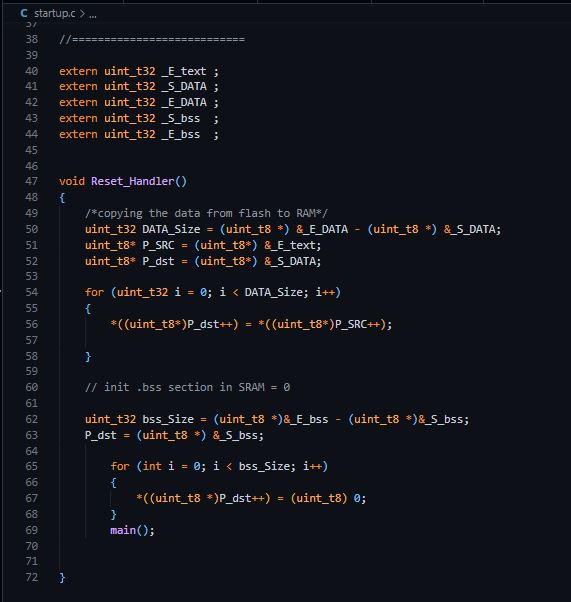 startup.c > ...
37
38 //===========================
39
40 extern uint_t32 _E_text ;
41 extern uint_t32 _S_DATA ;
42 extern uint_t32 _E_DATA ;
43 extern uint_t32 _S_bss  ;
44 extern uint_t32 _E_bss  ;
45
46
47 void Reset_Handler()
48 {
49     /*copying the data from flash to RAM*/
50     uint_t32 DATA_Size = (uint_t8 *) &_E_DATA - (uint_t8 *) &_S_DATA;
51     uint_t8* P_SRC = (uint_t8*) &_E_text;
52     uint_t8* P_dst = (uint_t8*) &_S_DATA;
53
54     for (uint_t32 i = 0; i < DATA_Size; i++)
55     {
56         *((uint_t8*)P_dst++) = *((uint_t8*)P_SRC++);
57
58     }
59
60     // init .bss section in SRAM = 0
61
62     uint_t32 bss_Size = (uint_t8 *)&_E_bss - (uint_t8 *)&_S_bss;
63     P_dst = (uint_t8 *) &_S_bss;
64
65         for (int i = 0; i < bss_Size; i++)
66         {
67             *((uint_t8 *)P_dst++) = (uint_t8) 0;
68         }
69         main();
70
71
72 }
C